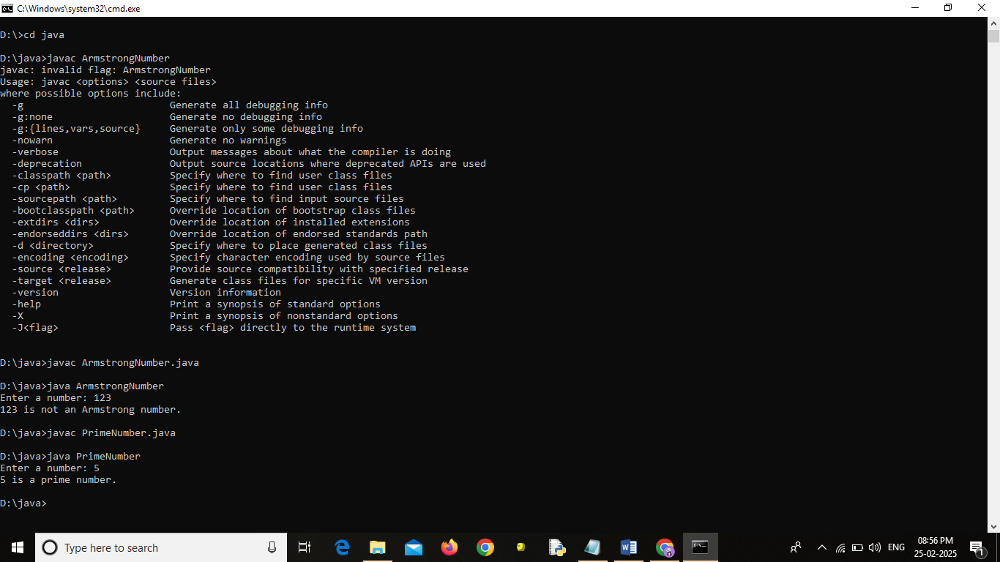 C:\Windows\system32\cmd.exe
D:\>cd java
D:\java>javac ArmstrongNumber
javac: invalid flag: ArmstrongNumber
Usage: javac <options> <source files>
where possible options include:
  -g                         Generate all debugging info
  -g:none                    Generate no debugging info
  -g:{lines,vars,source}     Generate only some debugging info
  -nowarn                    Generate no warnings
  -verbose                   Output messages about what the compiler is doing
  -deprecation               Output source locations where deprecated APIs are used
  -classpath <path>          Specify where to find user class files
  -cp <path>                 Specify where to find user class files
  -sourcepath <path>         Specify where to find input source files
  -bootclasspath <path>      Override location of bootstrap class files
  -extdirs <dirs>            Override location of installed extensions
  -endorseddirs <dirs>       Override location of endorsed standards path
  -d <directory>             Specify where to place generated class files
  -encoding <encoding>       Specify character encoding used by source files
  -source <release>          Provide source compatibility with specified release
  -target <release>          Generate class files for specific VM version
  -version                   Version information
  -help                      Print a synopsis of standard options
  -X                         Print a synopsis of nonstandard options
  -J<flag>                   Pass <flag> directly to the runtime system
D:\java>javac ArmstrongNumber.java
D:\java>java ArmstrongNumber
Enter a number: 123
123 is not an Armstrong number.
D:\java>javac PrimeNumber.java
D:\java>java PrimeNumber
Enter a number: 5
5 is a prime number.
D:\java>
Type here to search
ENG
08:56 PM
25-02-2025
1